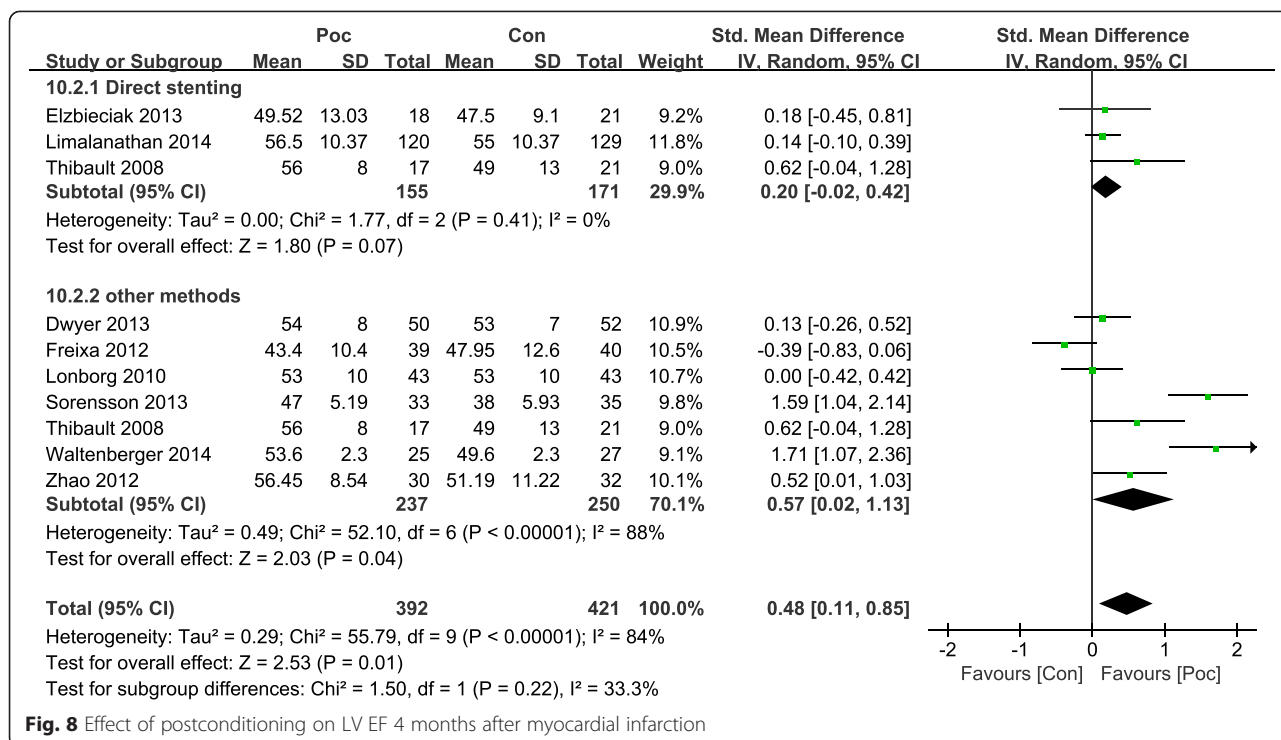 Poc Con Std. Mean Difference Std. Mean Difference
Study or Subgroup Mean SD Total Mean SD Total Weight IV, Random, 95% CI IV, Random, 95% CI
10.2.1 Direct stenting
Elzbieciak 2013 49.52 13.03 18 47.5 9.1 21 9.2% 0.18 [-0.45, 0.81]
Limalanathan 2014 56.5 10.37 120 55 10.37 129 11.8% 0.14 [-0.10, 0.39]
Thibault 2008 56 8 17 49 13 21 9.0% 0.62 [-0.04, 1.28]
Subtotal (95% CI) 155 171 29.9% 0.20 [-0.02, 0.42]
Heterogeneity: Tau² = 0.00; Chi² = 1.77, df = 2 (P = 0.41); I² = 0%
Test for overall effect: Z = 1.80 (P = 0.07)
10.2.2 other methods
Dwyer 2013 54 8 50 53 7 52 10.9% 0.13 [-0.26, 0.52]
Freixa 2012 43.4 10.4 39 47.95 12.6 40 10.5% -0.39 [-0.83, 0.06]
Lonborg 2010 53 10 43 53 10 43 10.7% 0.00 [-0.42, 0.42]
Sorensson 2013 47 5.19 33 38 5.93 35 9.8% 1.59 [1.04, 2.14]
Thibault 2008 56 8 17 49 13 21 9.0% 0.62 [-0.04, 1.28]
Waltenberger 2014 53.6 2.3 25 49.6 2.3 27 9.1% 1.71 [1.07, 2.36]
Zhao 2012 56.45 8.54 30 51.19 11.22 32 10.1% 0.52 [0.01, 1.03]
Subtotal (95% CI) 237 250 70.1% 0.57 [0.02, 1.13]
Heterogeneity: Tau² = 0.49; Chi² = 52.10, df = 6 (P < 0.00001); I² = 88%
Test for overall effect: Z = 2.03 (P = 0.04)
Total (95% CI) 392 421 100.0% 0.48 [0.11, 0.85]
Heterogeneity: Tau² = 0.29; Chi² = 55.79, df = 9 (P < 0.00001); I² = 84%
Test for overall effect: Z = 2.53 (P = 0.01)
Test for subgroup differences: Chi² = 1.50, df = 1 (P = 0.22), I² = 33.3%
-2 -1 0 1 2
Favours [Con] Favours [Poc]
Fig. 8 Effect of postconditioning on LV EF 4 months after myocardial infarction